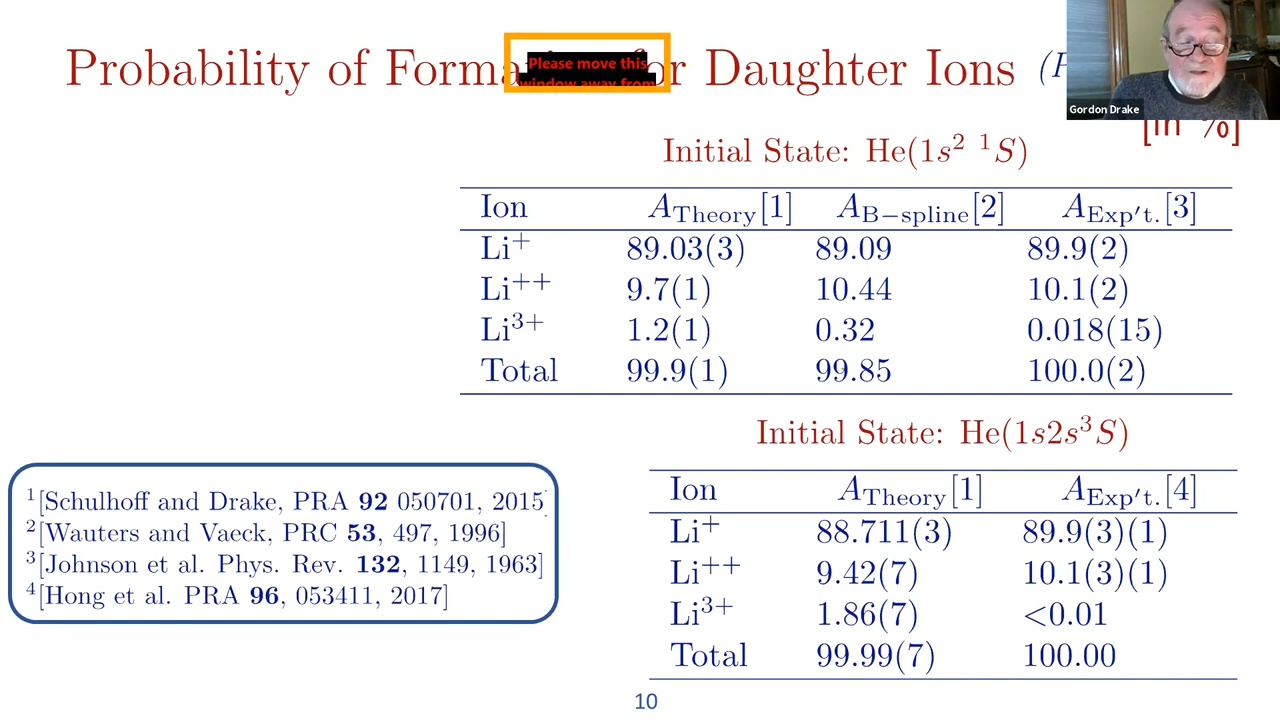 Probability of Forma for Daughter Ions
Please move this
window away from
Gordon Drake
[in %]
Initial State: He(1s² ¹S)
Ion A_Theory[1] A_B−spline[2] A_Exp't.[3]
Li⁺ 89.03(3) 89.09 89.9(2)
Li⁺⁺ 9.7(1) 10.44 10.1(2)
Li³⁺ 1.2(1) 0.32 0.018(15)
Total 99.9(1) 99.85 100.0(2)
Initial State: He(1s2s³S)
Ion A_Theory[1] A_Exp't.[4]
Li⁺ 88.711(3) 89.9(3)(1)
Li⁺⁺ 9.42(7) 10.1(3)(1)
Li³⁺ 1.86(7) <0.01
Total 99.99(7) 100.00
¹[Schulhoff and Drake, PRA 92 050701, 2015]
²[Wauters and Vaeck, PRC 53, 497, 1996]
³[Johnson et al. Phys. Rev. 132, 1149, 1963]
⁴[Hong et al. PRA 96, 053411, 2017]
10